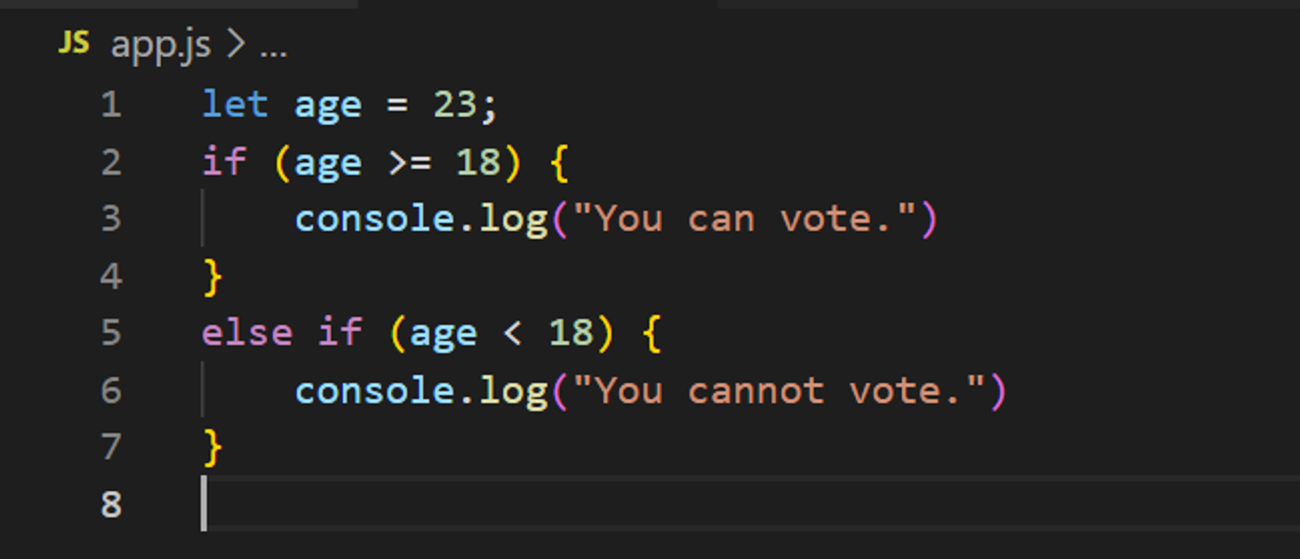 JS app.js > ...
1 let age = 23;
2 if (age >= 18) {
3     console.log("You can vote.")
4 }
5 else if (age < 18) {
6     console.log("You cannot vote.")
7 }
8